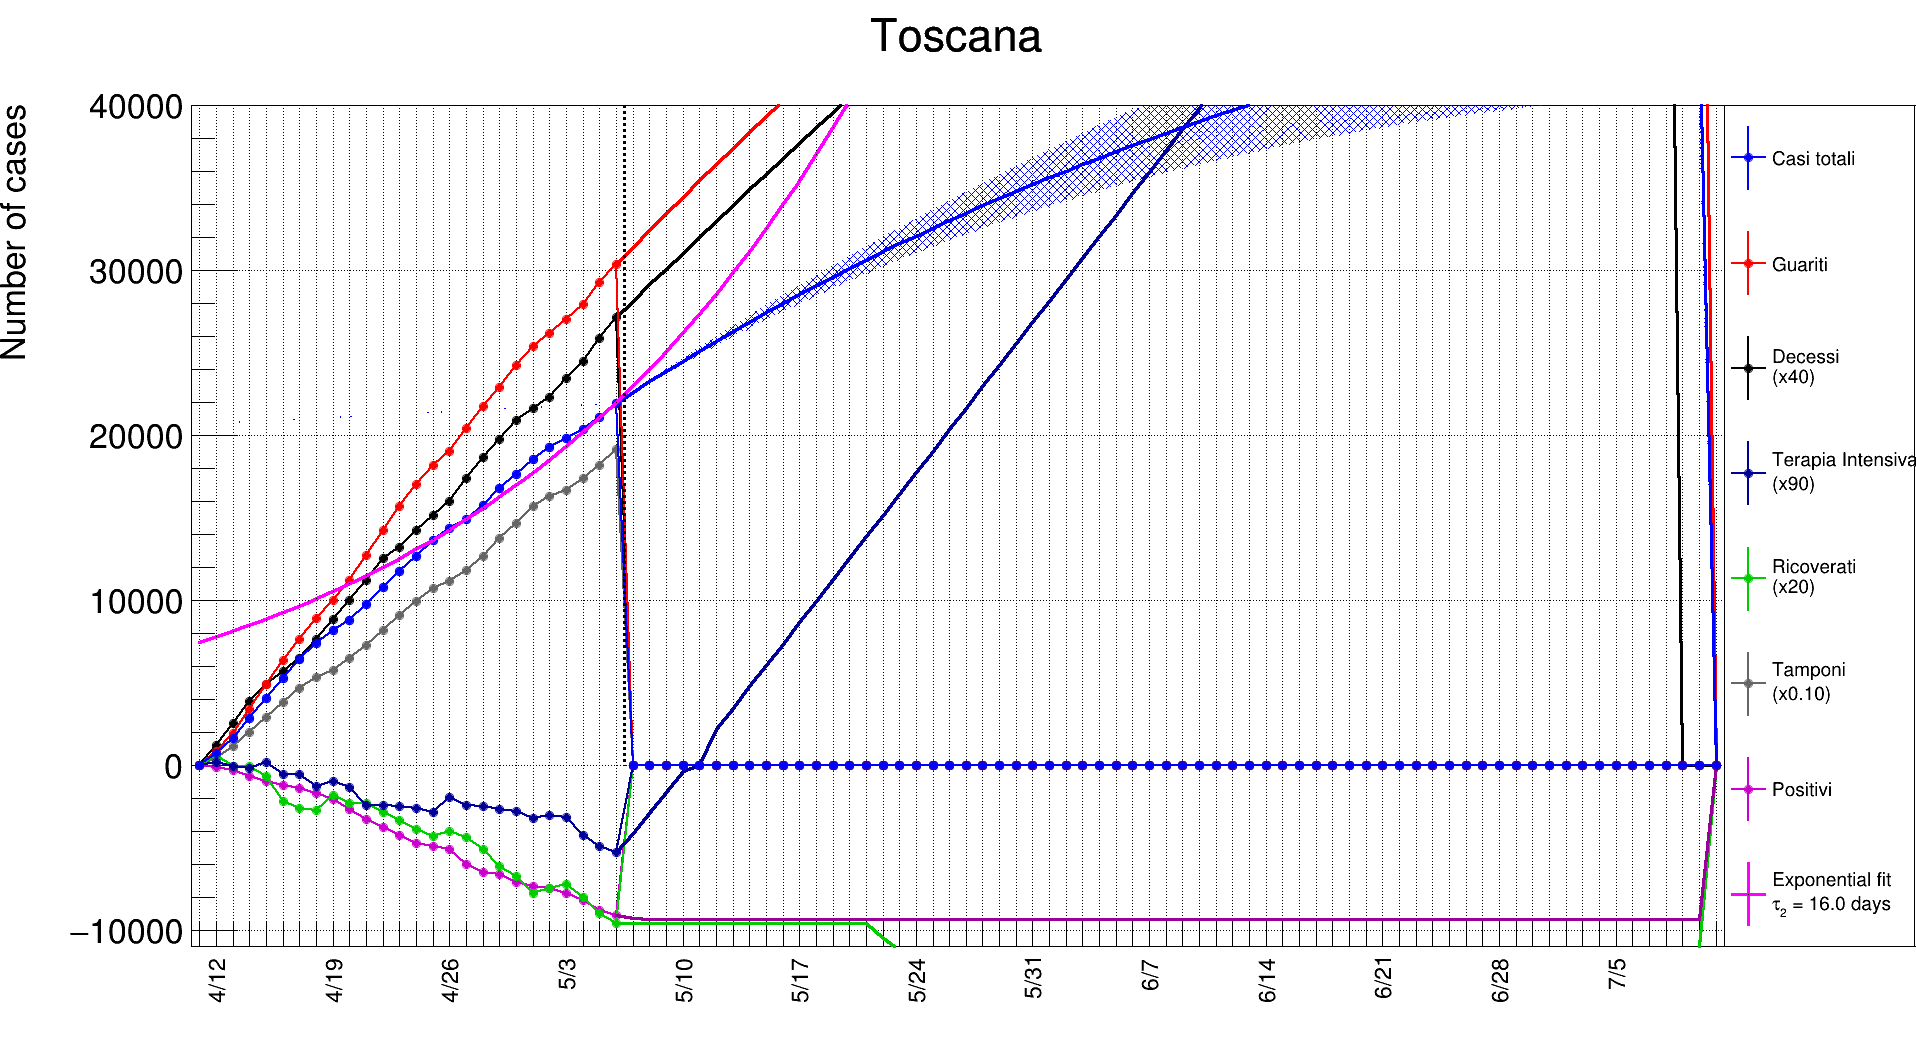 Toscana
Number of cases
40000
30000
20000
10000
0
−10000
4/12
4/19
4/26
5/3
5/10
5/17
5/24
5/31
6/7
6/14
6/21
6/28
7/5
Casi totali
Guariti
Decessi
(x40)
Terapia Intensiva
(x90)
Ricoverati
(x20)
Tamponi
(x0.10)
Positivi
Exponential fit
τ2 = 16.0 days